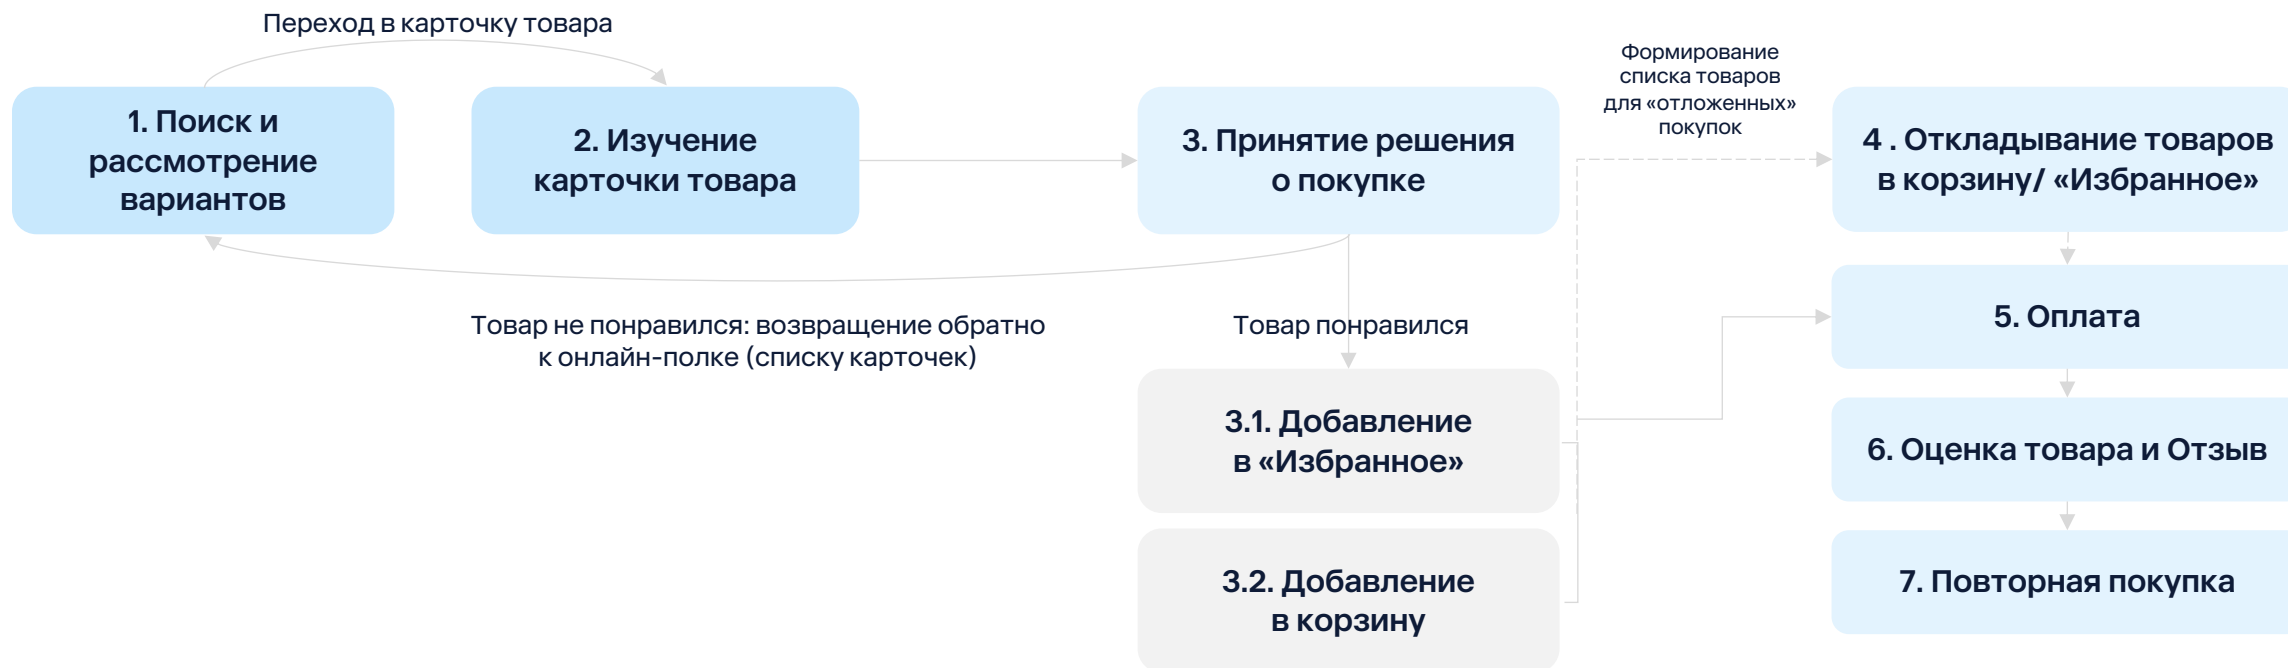 Переход в карточку товара
1. Поиск и
рассмотрение
вариантов
2. Изучение
карточки товара
3. Принятие решения
о покупке
Формирование
списка товаров
для «отложенных»
покупок
4 . Откладывание товаров
в корзину/ «Избранное»
Товар не понравился: возвращение обратно
к онлайн-полке (списку карточек)
Товар понравился
3.1. Добавление
в «Избранное»
3.2. Добавление
в корзину
5. Оплата
6. Оценка товара и Отзыв
7. Повторная покупка